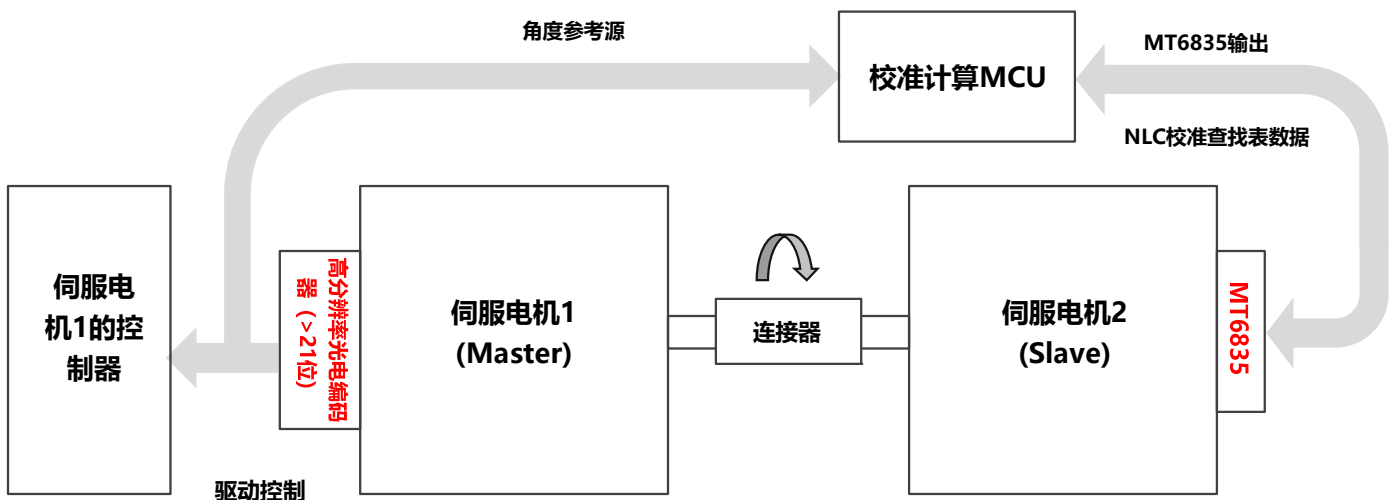 角度参考源
校准计算MCU
MT6835输出
NLC校准查找表数据
伺服电
机1的控
制器
高分辨率光电编码
器（>21位）
伺服电机1
(Master)
连接器
伺服电机2
(Slave)
MT6835
驱动控制